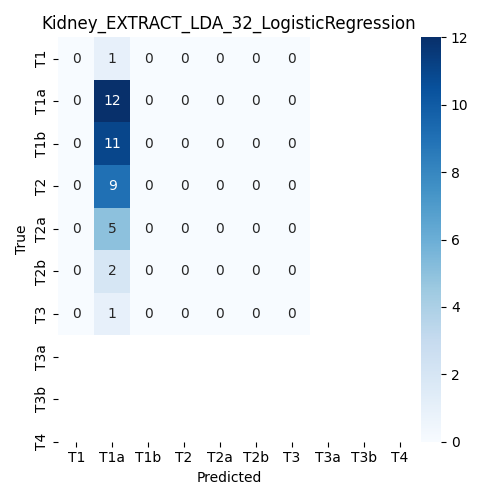 Kidney_EXTRACT_LDA_32_LogisticRegression
True
T1 0 1 0 0 0 0 0
T1a 0 12 0 0 0 0 0
T1b 0 11 0 0 0 0 0
T2 0 9 0 0 0 0 0
T2a 0 5 0 0 0 0 0
T2b 0 2 0 0 0 0 0
T3 0 1 0 0 0 0 0
T3a
T3b
T4
T1 T1a T1b T2 T2a T2b T3 T3a T3b T4
Predicted
12
10
8
6
4
2
0